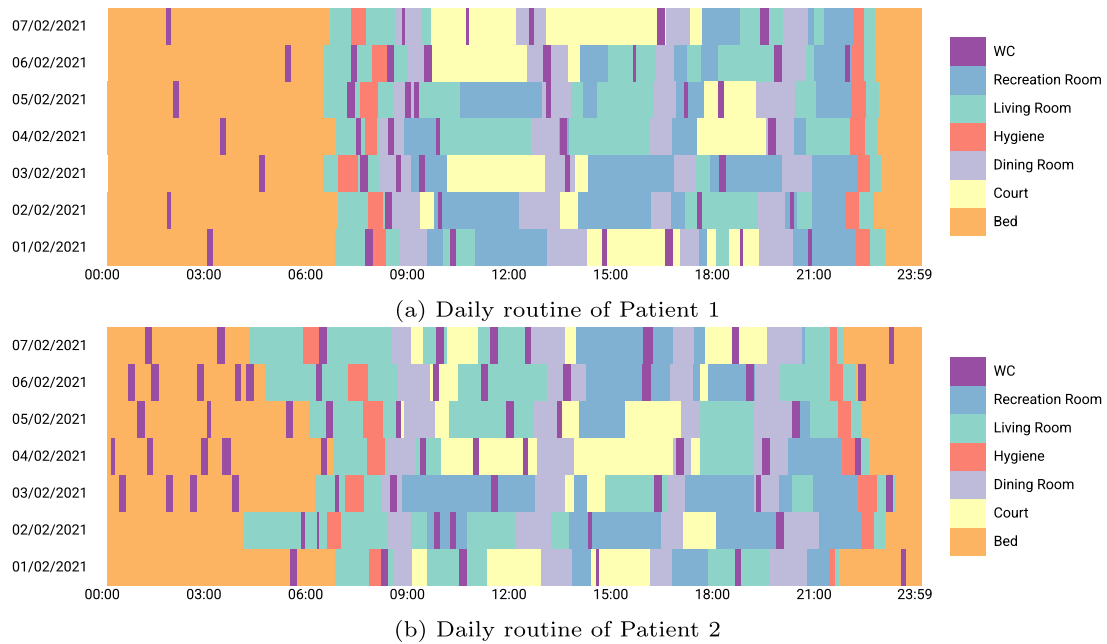 07/02/2021
06/02/2021
05/02/2021
04/02/2021
03/02/2021
02/02/2021
01/02/2021
00:00 03:00 06:00 09:00 12:00 15:00 18:00 21:00 23:59
WC
Recreation Room
Living Room
Hygiene
Dining Room
Court
Bed
(a) Daily routine of Patient 1
07/02/2021
06/02/2021
05/02/2021
04/02/2021
03/02/2021
02/02/2021
01/02/2021
00:00 03:00 06:00 09:00 12:00 15:00 18:00 21:00 23:59
WC
Recreation Room
Living Room
Hygiene
Dining Room
Court
Bed
(b) Daily routine of Patient 2